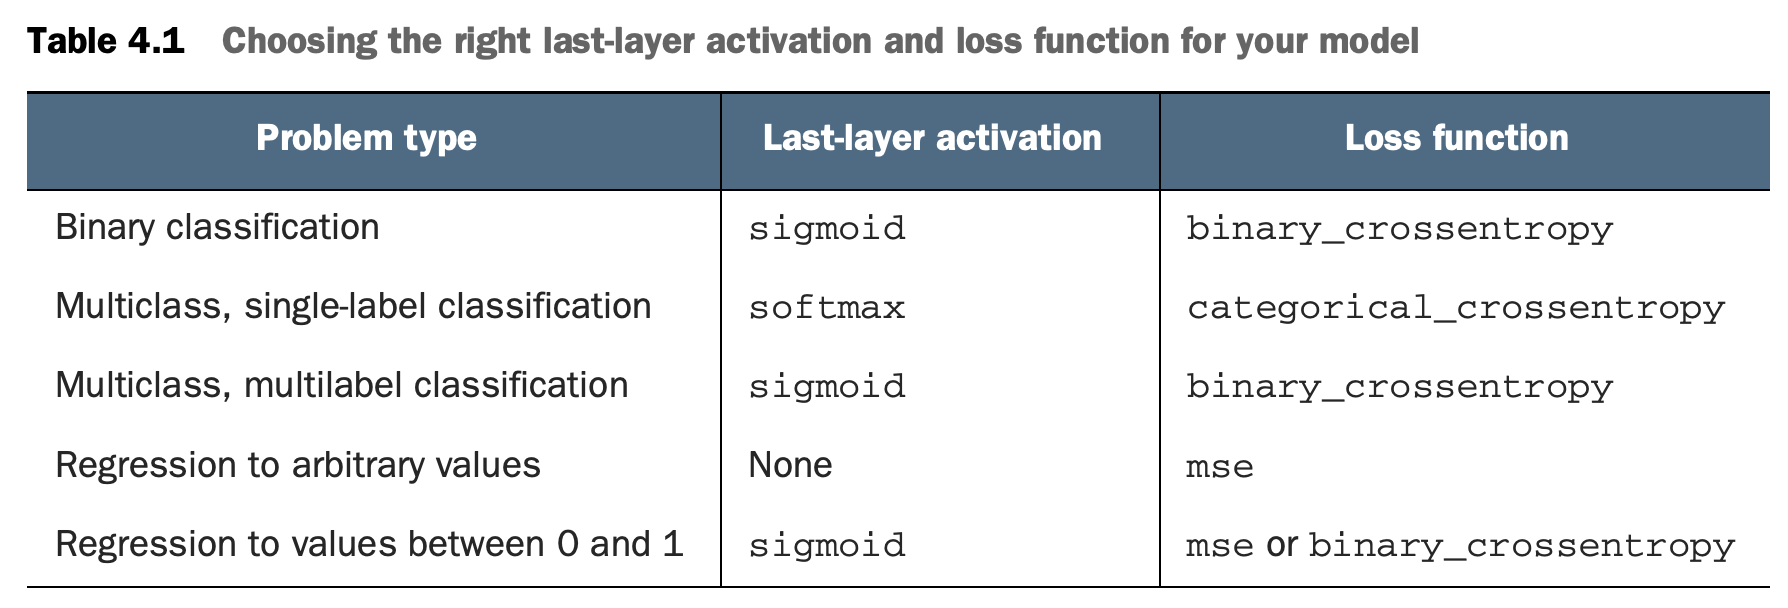 Table 4.1 Choosing the right last-layer activation and loss function for your model
Problem type Last-layer activation Loss function
Binary classification sigmoid binary_crossentropy
Multiclass, single-label classification softmax categorical_crossentropy
Multiclass, multilabel classification sigmoid binary_crossentropy
Regression to arbitrary values None mse
Regression to values between 0 and 1 sigmoid mse or binary_crossentropy